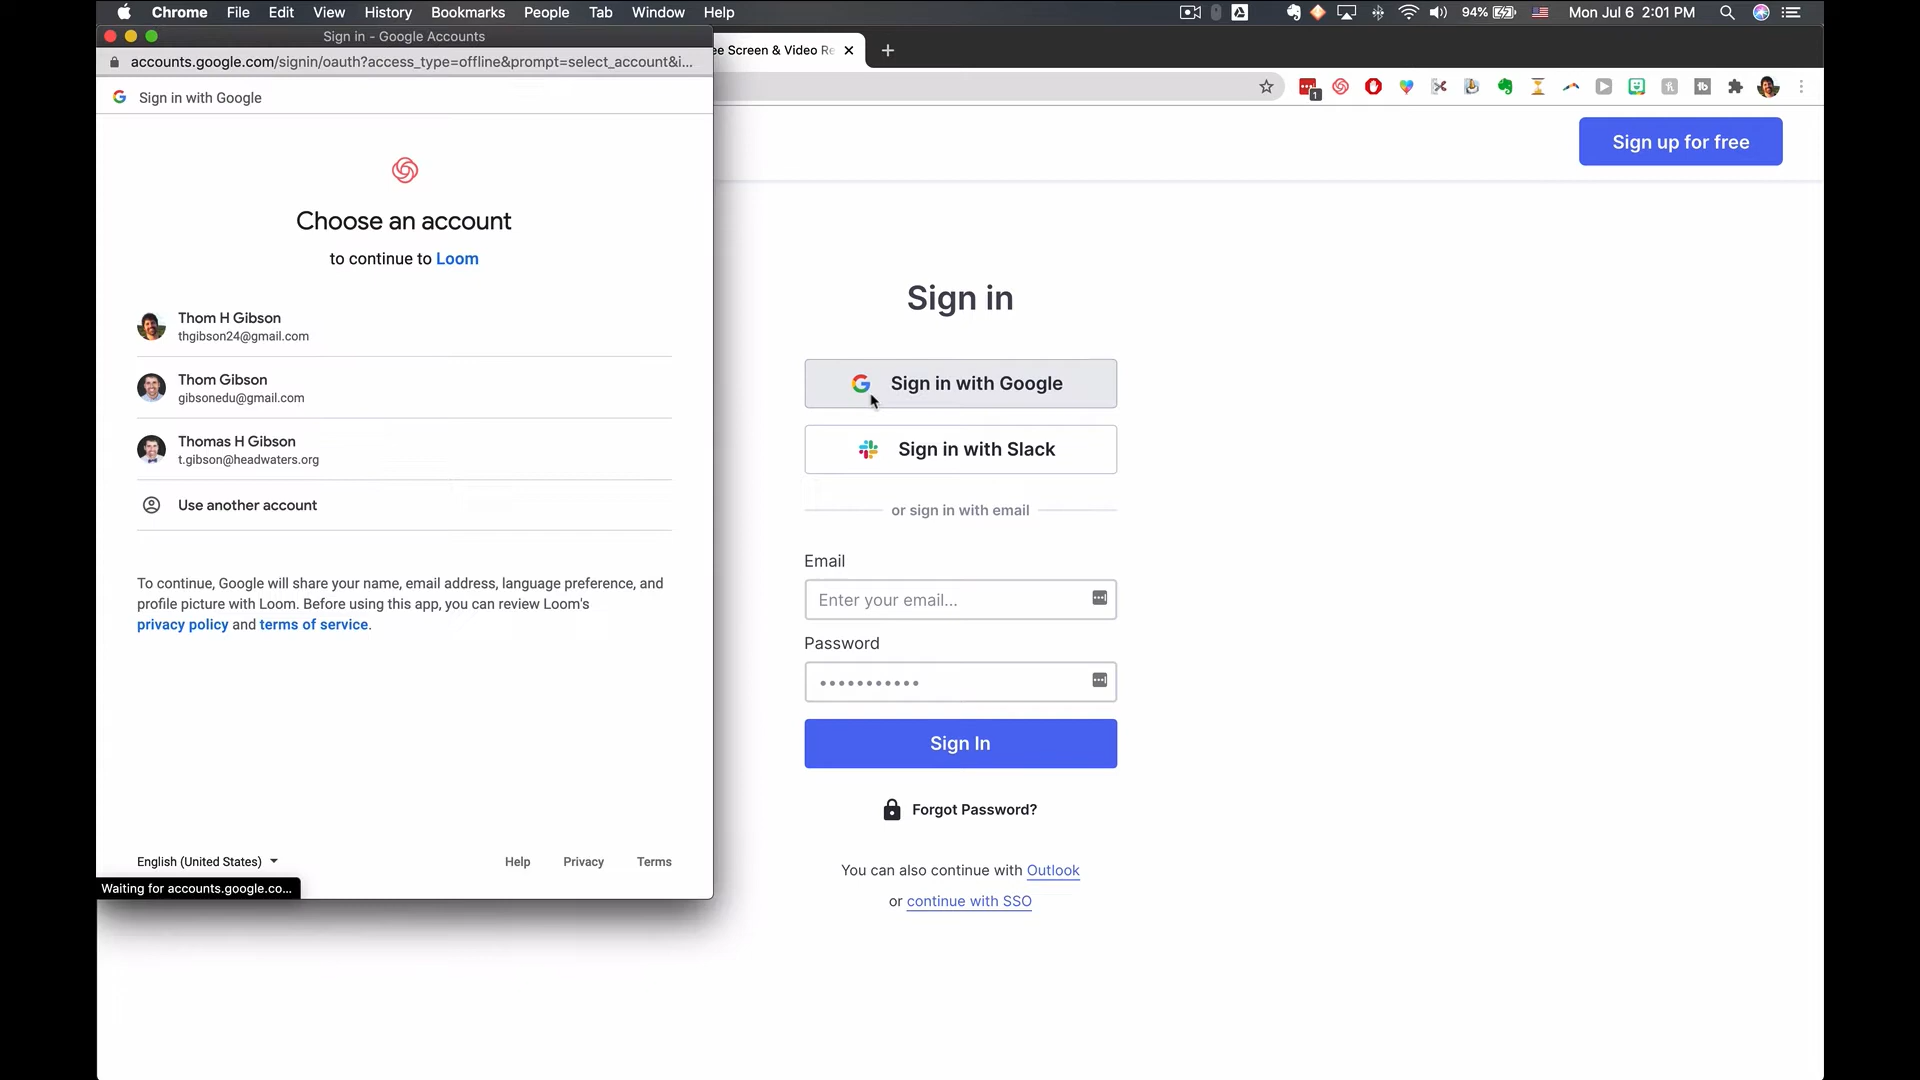 Chrome File Edit View History Bookmarks People Tab Window Help
94% Mon Jul 6 2:01 PM
Sign in - Google Accounts
accounts.google.com/signin/oauth?access_type=offline&prompt=select_account&i...
ee Screen & Video Re
Sign in with Google
Choose an account
to continue to Loom
Thom H Gibson
thgibson24@gmail.com
Thom Gibson
gibsonedu@gmail.com
Thomas H Gibson
t.gibson@headwaters.org
Use another account
To continue, Google will share your name, email address, language preference, and
profile picture with Loom. Before using this app, you can review Loom's
privacy policy and terms of service.
English (United States)
Help Privacy Terms
Waiting for accounts.google.co...
1
Sign up for free
Sign in
Sign in with Google
Sign in with Slack
or sign in with email
Email
Enter your email...
Password
Sign In
Forgot Password?
You can also continue with Outlook
or continue with SSO